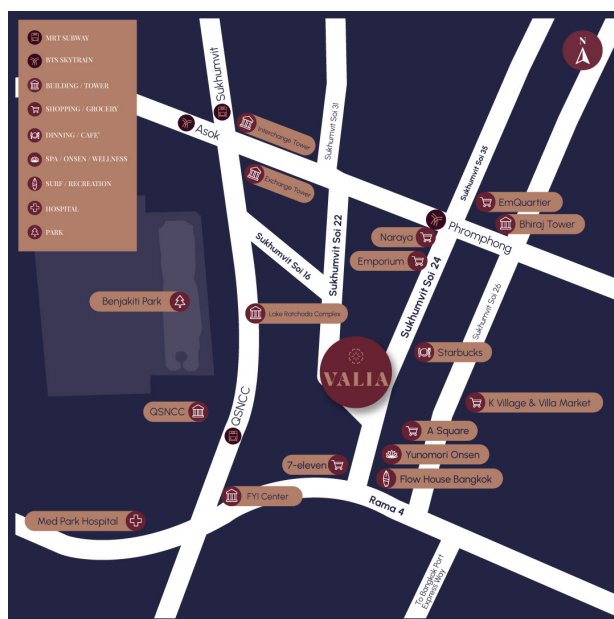 MRT SUBWAY
BTS SKYTRAIN
BUILDING / TOWER
SHOPPING / GROCERY
DINNING / CAFE'
SPA / ONSEN / WELLNESS
SURF / RECREATION
HOSPITAL
PARK
N
Sukhumvit
Asok
Interchange Tower
Exchange Tower
Sukhumvit Soi 31
Sukhumvit Soi 35
EmQuartier
Bhiraj Tower
Phromphong
Naraya
Emporium
Sukhumvit Soi 16
Sukhumvit Soi 22
Sukhumvit Soi 24
Sukhumvit Soi 26
Benjakiti Park
Lake Ratchada Complex
VALIA
Starbucks
K Village & Villa Market
QSNCC
QSNCC
A Square
Yunomori Onsen
7-eleven
Flow House Bangkok
FYI Center
Rama 4
Med Park Hospital
To Bangkok Port
Express Way